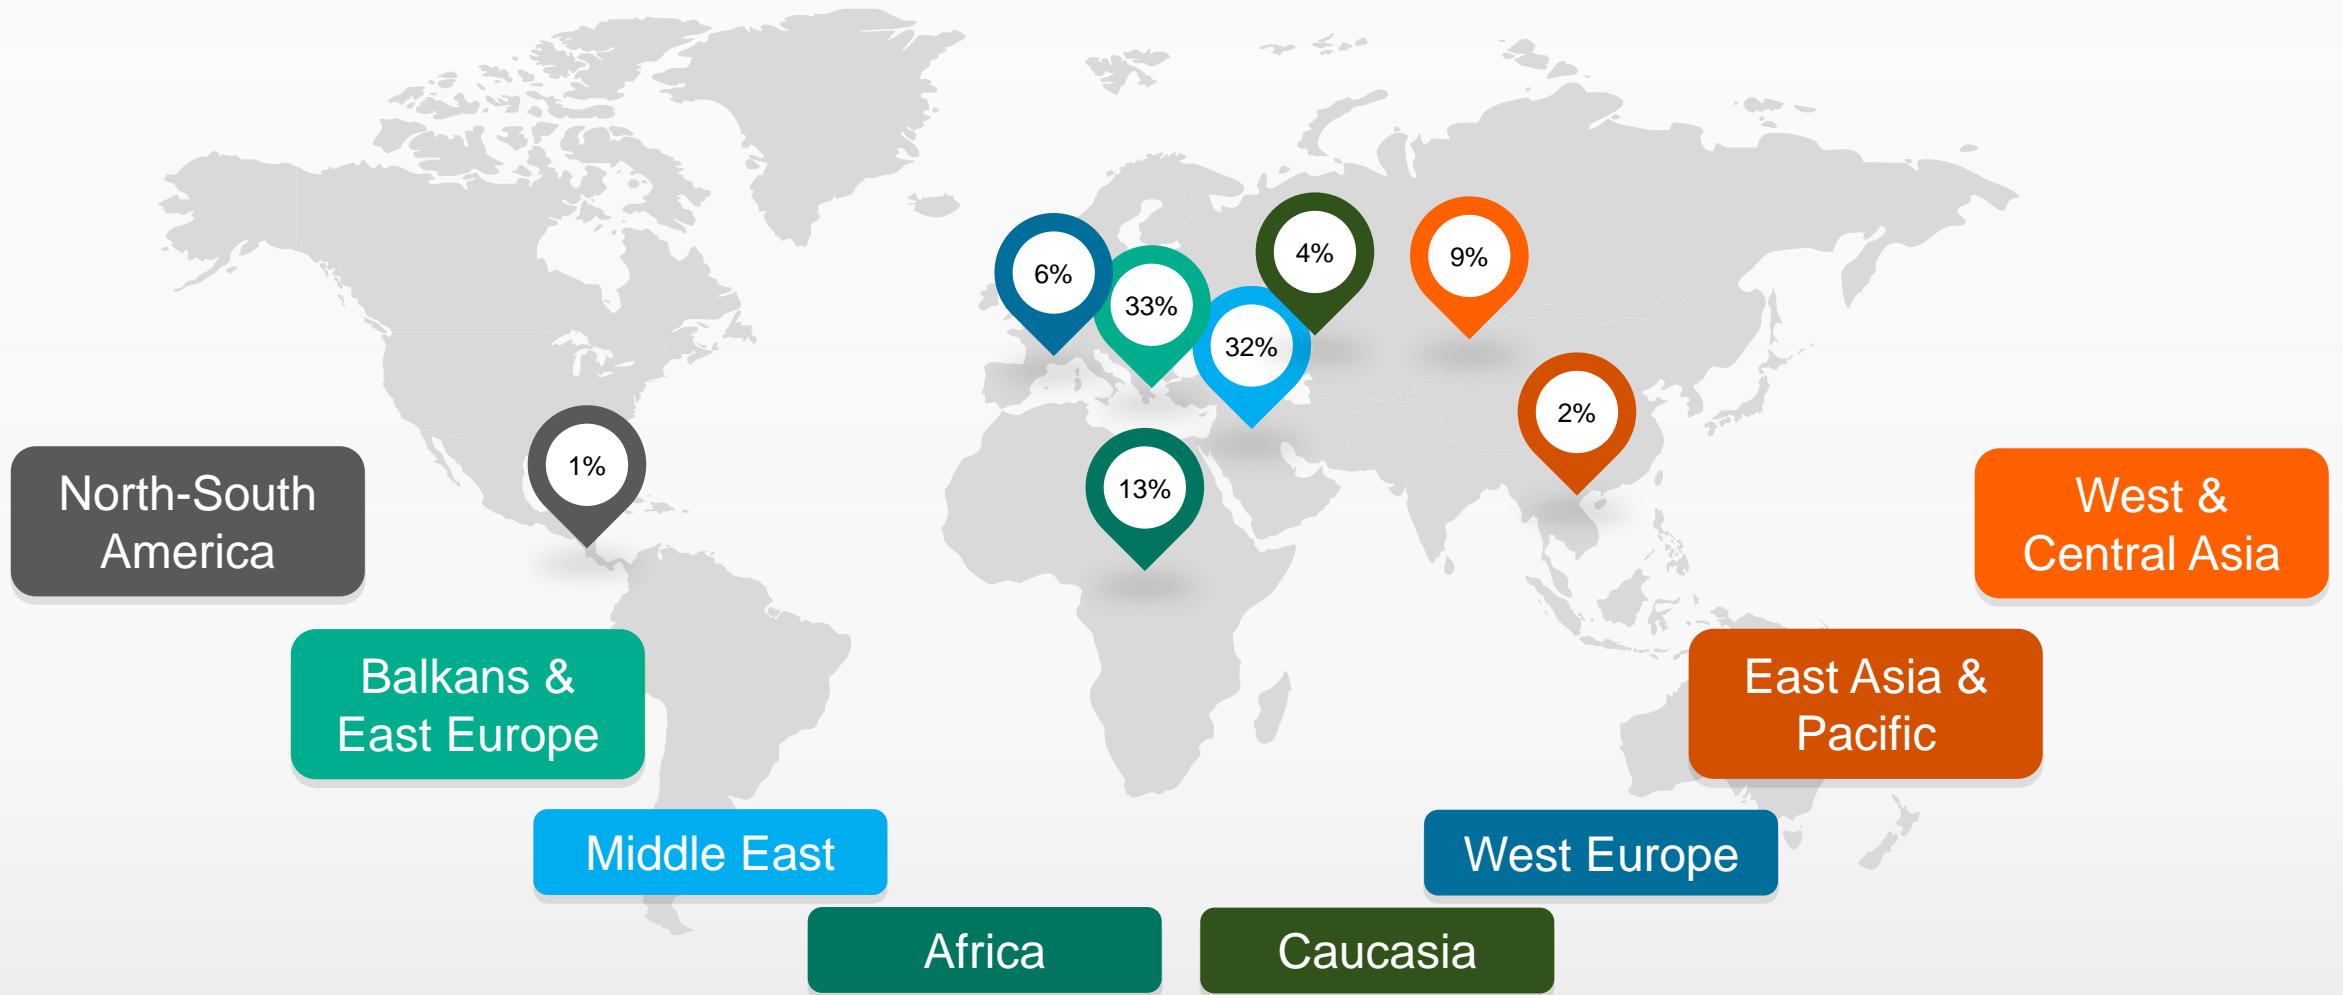 4%
9%
6%
33%
32%
2%
1%
13%
North-South
America
West &
Central Asia
Balkans &
East Europe
East Asia &
Pacific
Middle East
West Europe
Africa
Caucasia